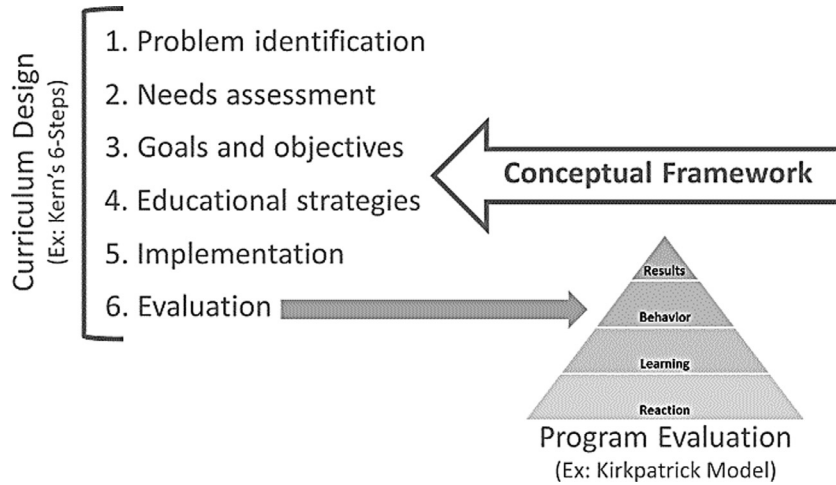 Curriculum Design
(Ex: Kern's 6-Steps)
1. Problem identification
2. Needs assessment
3. Goals and objectives
4. Educational strategies
5. Implementation
6. Evaluation
Conceptual Framework
Results
Behavior
Learning
Reaction
Program Evaluation
(Ex: Kirkpatrick Model)